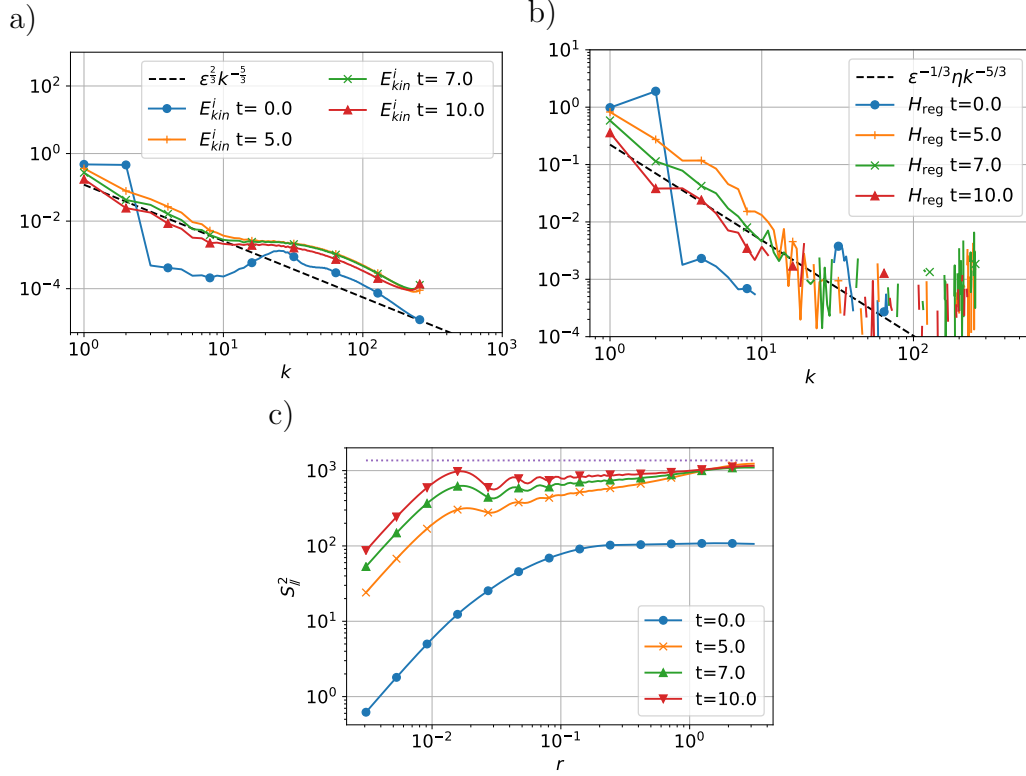 a)
10^2
10^0
10^-2
10^-4
10^0
10^1
10^2
10^3
k
ε^{2/3} k^{-5/3}
E^i_{kin} t= 0.0
E^i_{kin} t= 5.0
E^i_{kin} t= 7.0
E^i_{kin} t= 10.0
b)
10^1
10^0
10^-1
10^-2
10^-3
10^-4
10^0
10^1
10^2
k
ε^{-1/3}ηk^{-5/3}
H_reg t=0.0
H_reg t=5.0
H_reg t=7.0
H_reg t=10.0
c)
10^3
10^2
10^1
10^0
S^2_∥
10^-2
10^-1
10^0
r
t=0.0
t=5.0
t=7.0
t=10.0